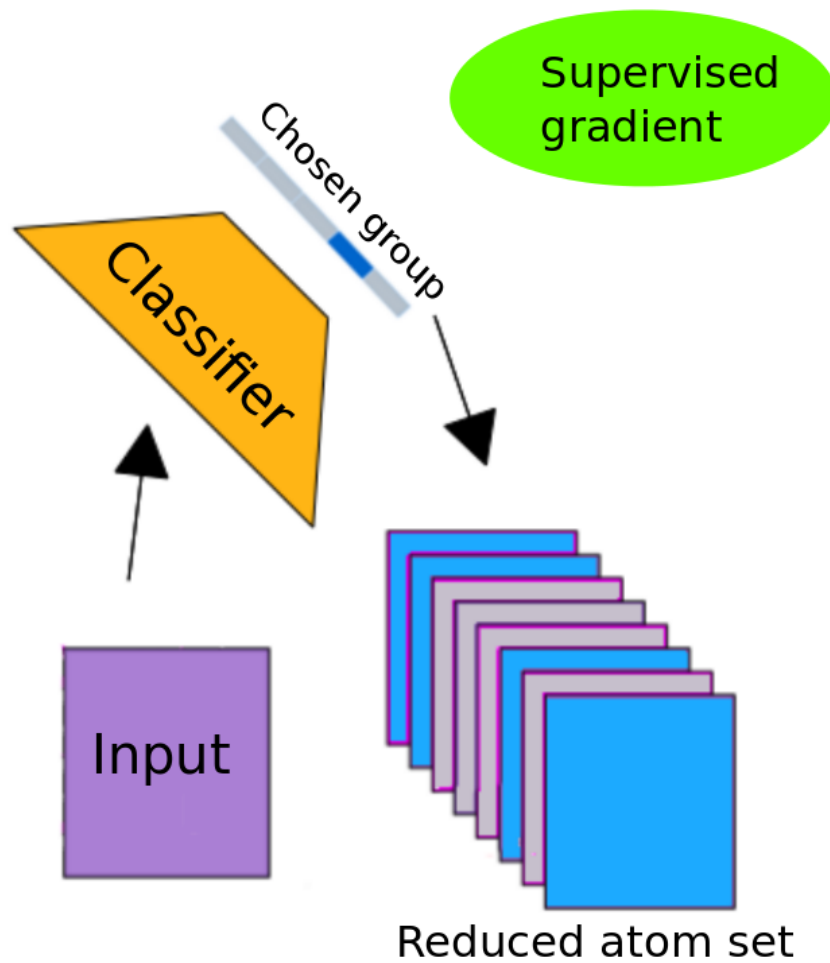 Supervised
gradient
Chosen group
Classifier
Input
Reduced atom set